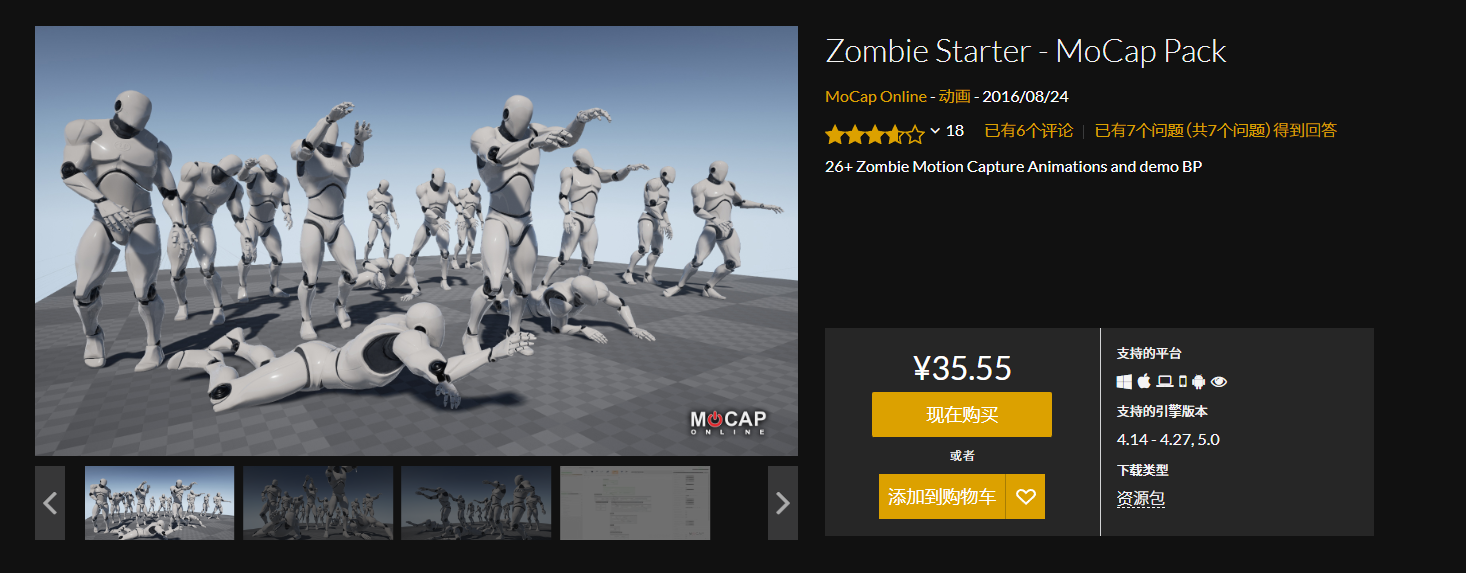 Zombie Starter - MoCap Pack
MoCap Online - 动画 - 2016/08/24
18 已有6个评论 已有7个问题 (共7个问题) 得到回答
26+ Zombie Motion Capture Animations and demo BP
MOCAP
ONLINE
¥35.55
现在购买
或者
添加到购物车
支持的平台
支持的引擎版本
4.14 - 4.27, 5.0
下载类型
资源包